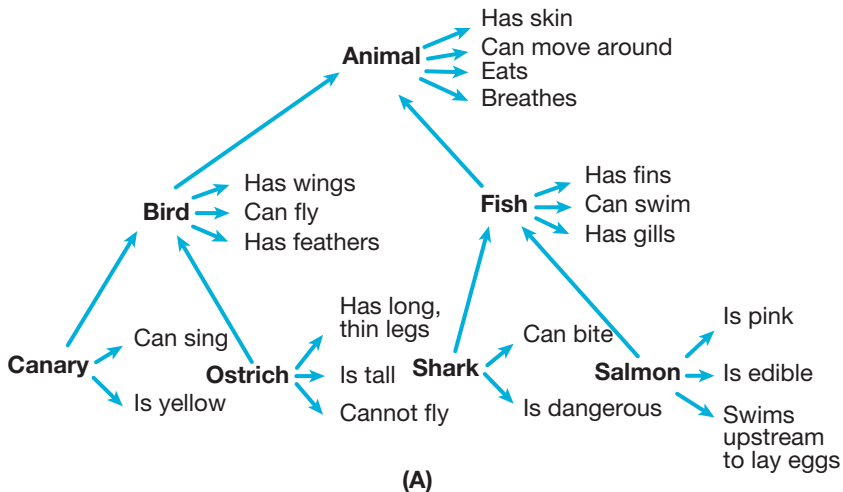 Has skin
Animal
Can move around
Eats
Breathes
Has wings
Bird
Can fly
Has feathers
Has fins
Fish
Can swim
Has gills
Canary
Can sing
Is yellow
Ostrich
Has long,
thin legs
Is tall
Cannot fly
Shark
Can bite
Is dangerous
Salmon
Is pink
Is edible
Swims
upstream
to lay eggs
(A)